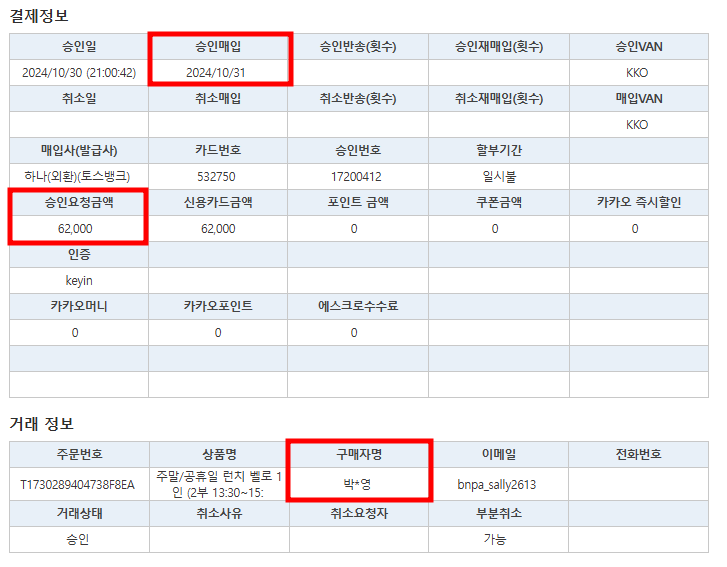 결제정보
승인일 승인매입 승인반송(횟수) 승인재매입(횟수) 승인VAN
2024/10/30 (21:00:42) 2024/10/31 KKO
취소일 취소매입 취소반송(횟수) 취소재매입(횟수) 매입VAN
KKO
매입사(발급사) 카드번호 승인번호 할부기간
하나(외환)(토스뱅크) 532750 17200412 일시불
승인요청금액 신용카드금액 포인트 금액 쿠폰금액 카카오 즉시할인
62,000 62,000 0 0 0
인증
keyin
카카오머니 카카오포인트 에스크로수수료
0 0 0
거래 정보
주문번호 상품명 구매자명 이메일 전화번호
T1730289404738F8EA 주말/공휴일 런치 벨로 1
인 (2부 13:30~15: 박*영 bnpa_sally2613
거래상태 취소사유 취소요청자 부분취소
승인 가능